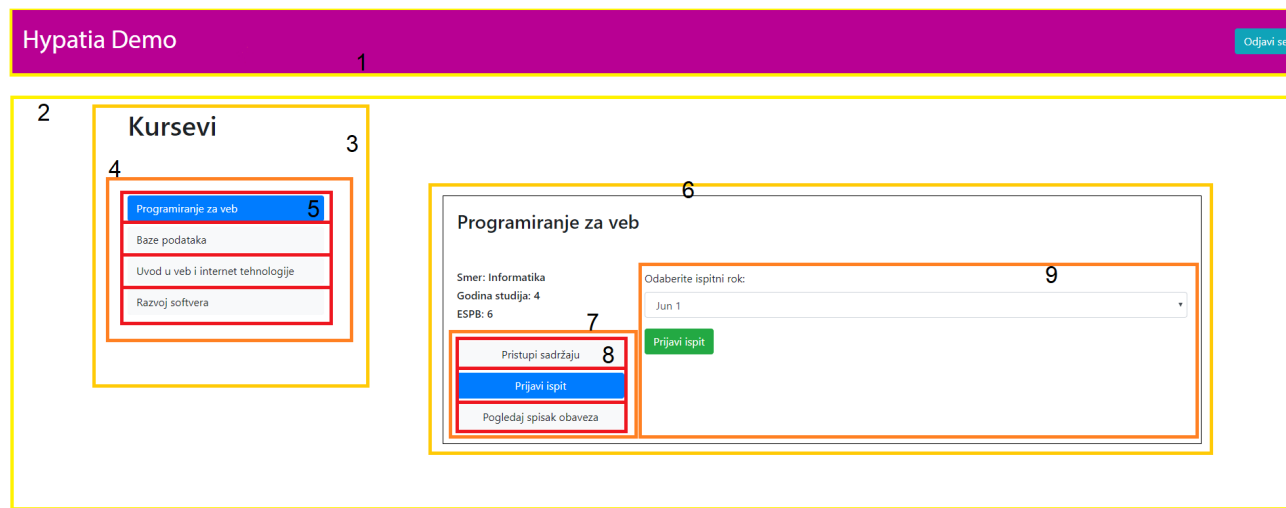 Hypatia Demo
Odjavi se
1
2
Kursevi
3
4
Programiranje za veb
5
Baze podataka
Uvod u veb i internet tehnologije
Razvoj softvera
6
Programiranje za veb
Smer: Informatika
Godina studija: 4
ESPB: 6
7
Pristupi sadržaju
8
Prijavi ispit
Pogledaj spisak obaveza
9
Odaberite ispitni rok:
Jun 1
Prijavi ispit